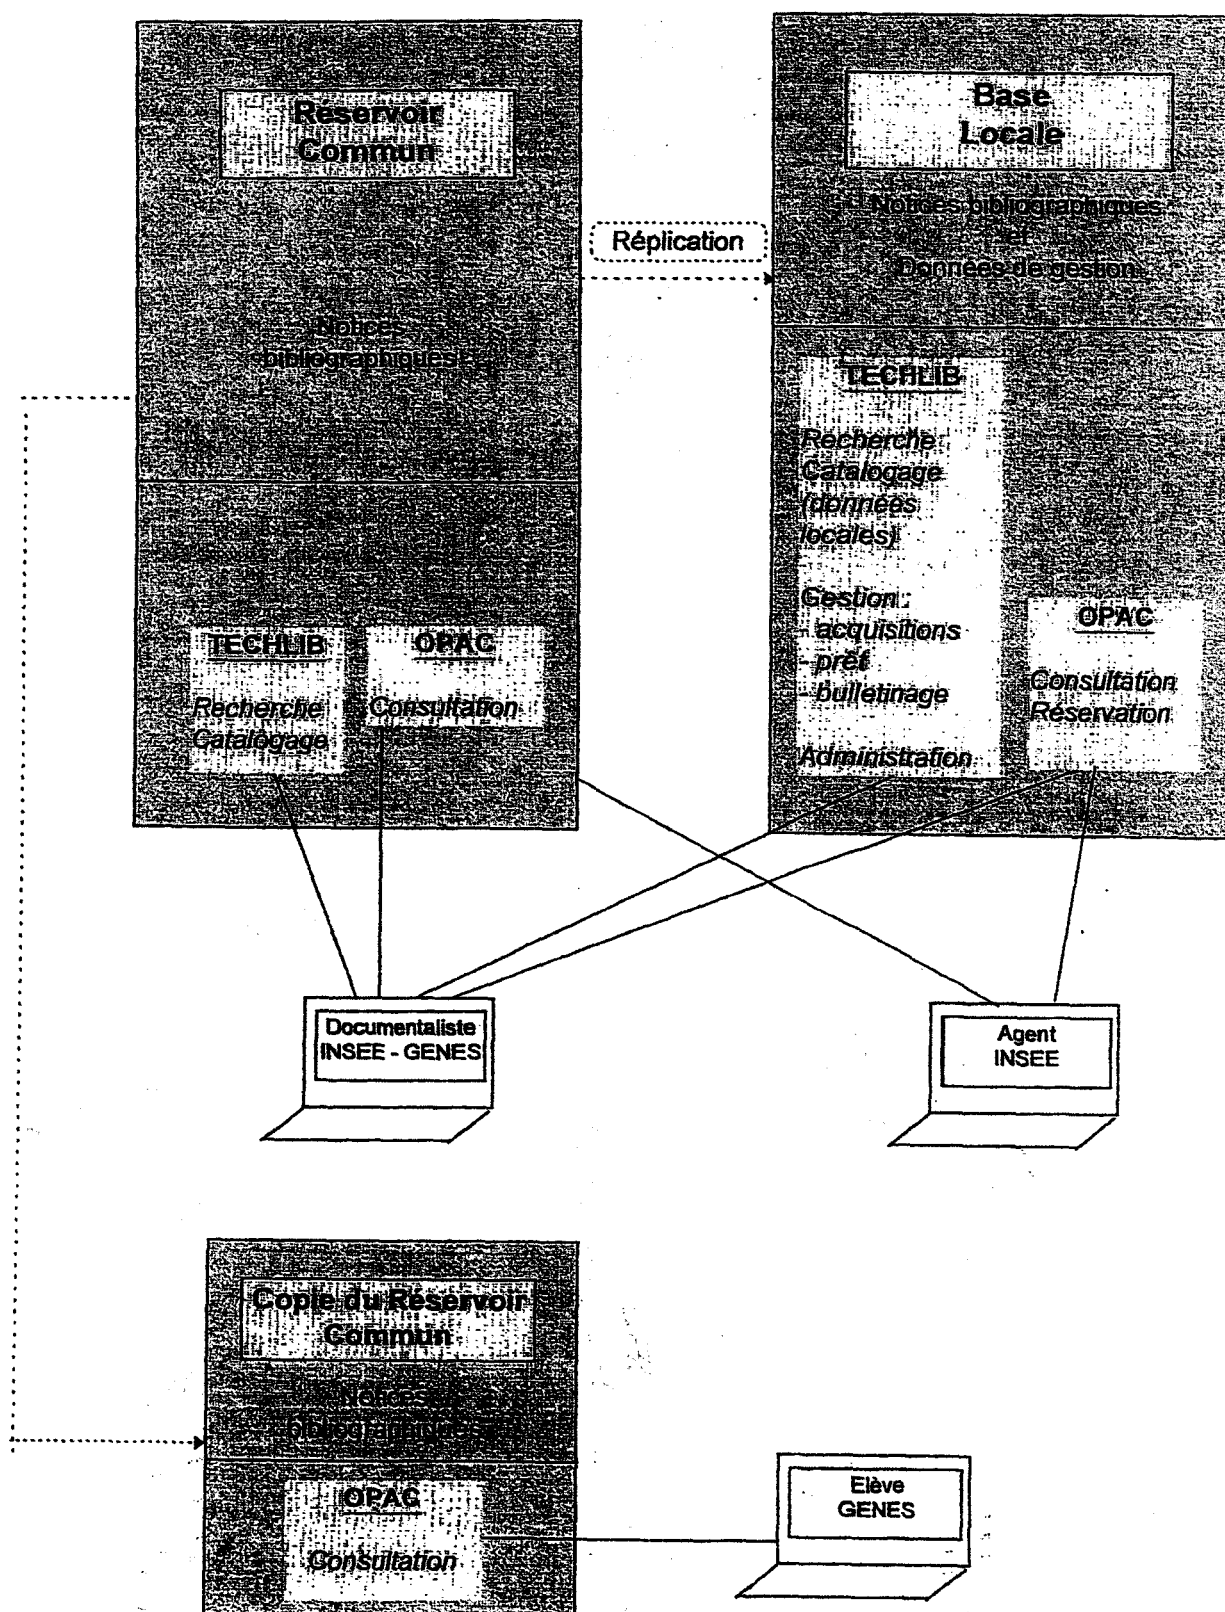 Réservoir
Commun
Notices
bibliographiques
TECHLIB
Recherche
Catalogage
OPAC
Consultation
Réplication
Base
Locale
Notices bibliographiques
et
Données de gestion
TECHLIB
Recherche
Catalogage
(données
locales)
Gestion :
- acquisitions
- prêt
- bulletinage
Administration
OPAC
Consultation
Réservation
Documentaliste
INSEE - GENES
Agent
INSEE
Copie du Réservoir
Commun
Notices
bibliographiques
OPAC
Consultation
Elève
GENES